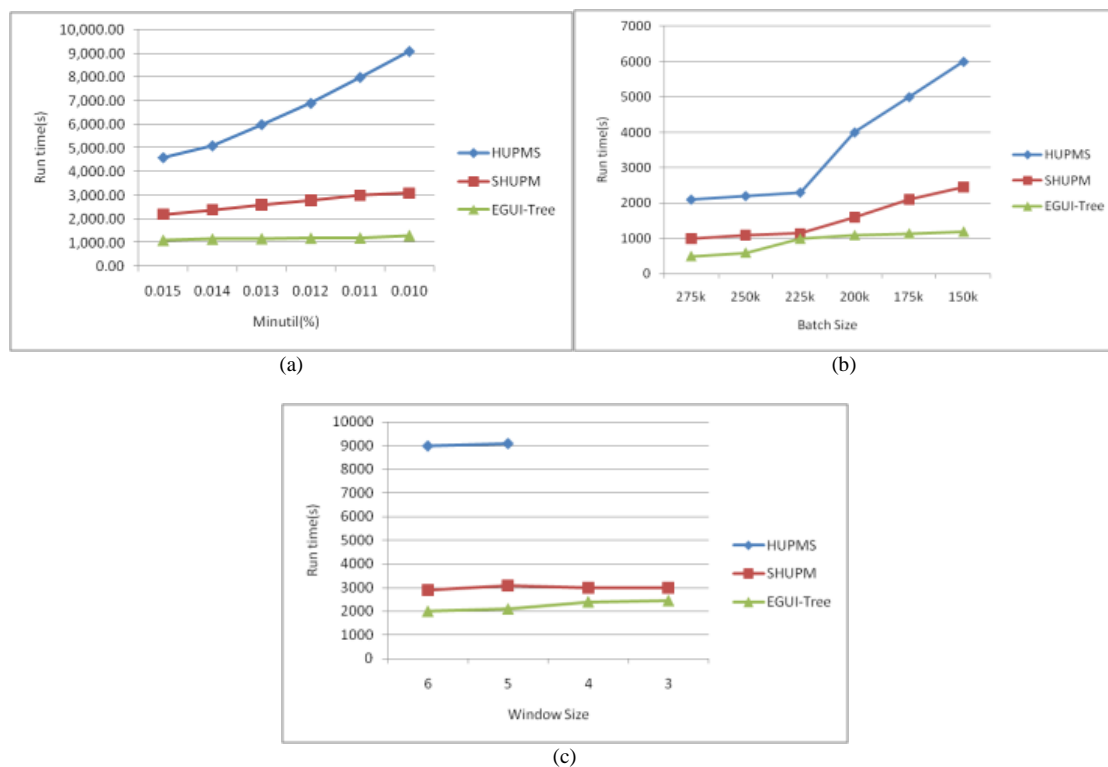 10,000.00
9,000.00
8,000.00
7,000.00
6,000.00
5,000.00
4,000.00
3,000.00
2,000.00
1,000.00
0.00
Run time(s)
0.015 0.014 0.013 0.012 0.011 0.010
Minutil(%)
HUPMS
SHUPM
EGUI-Tree
(a)
7000
6000
5000
4000
3000
2000
1000
0
Run time(s)
275k 250k 225k 200k 175k 150k
Batch Size
HUPMS
SHUPM
EGUI-Tree
(b)
10000
9000
8000
7000
6000
5000
4000
3000
2000
1000
0
Run time(s)
6 5 4 3
Window Size
HUPMS
SHUPM
EGUI-Tree
(c)